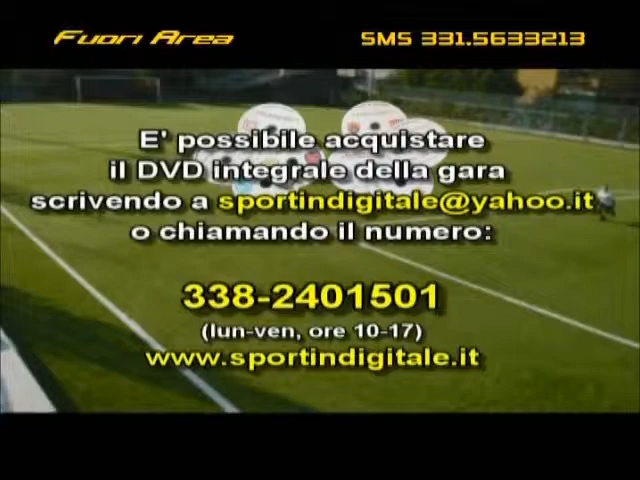 Fuori Area
SMS 331.5633213
E' possibile acquistare
il DVD integrale della gara
scrivendo a sportindigitale@yahoo.it
o chiamando il numero:
338-2401501
(lun-ven, ore 10-17)
www.sportindigitale.it